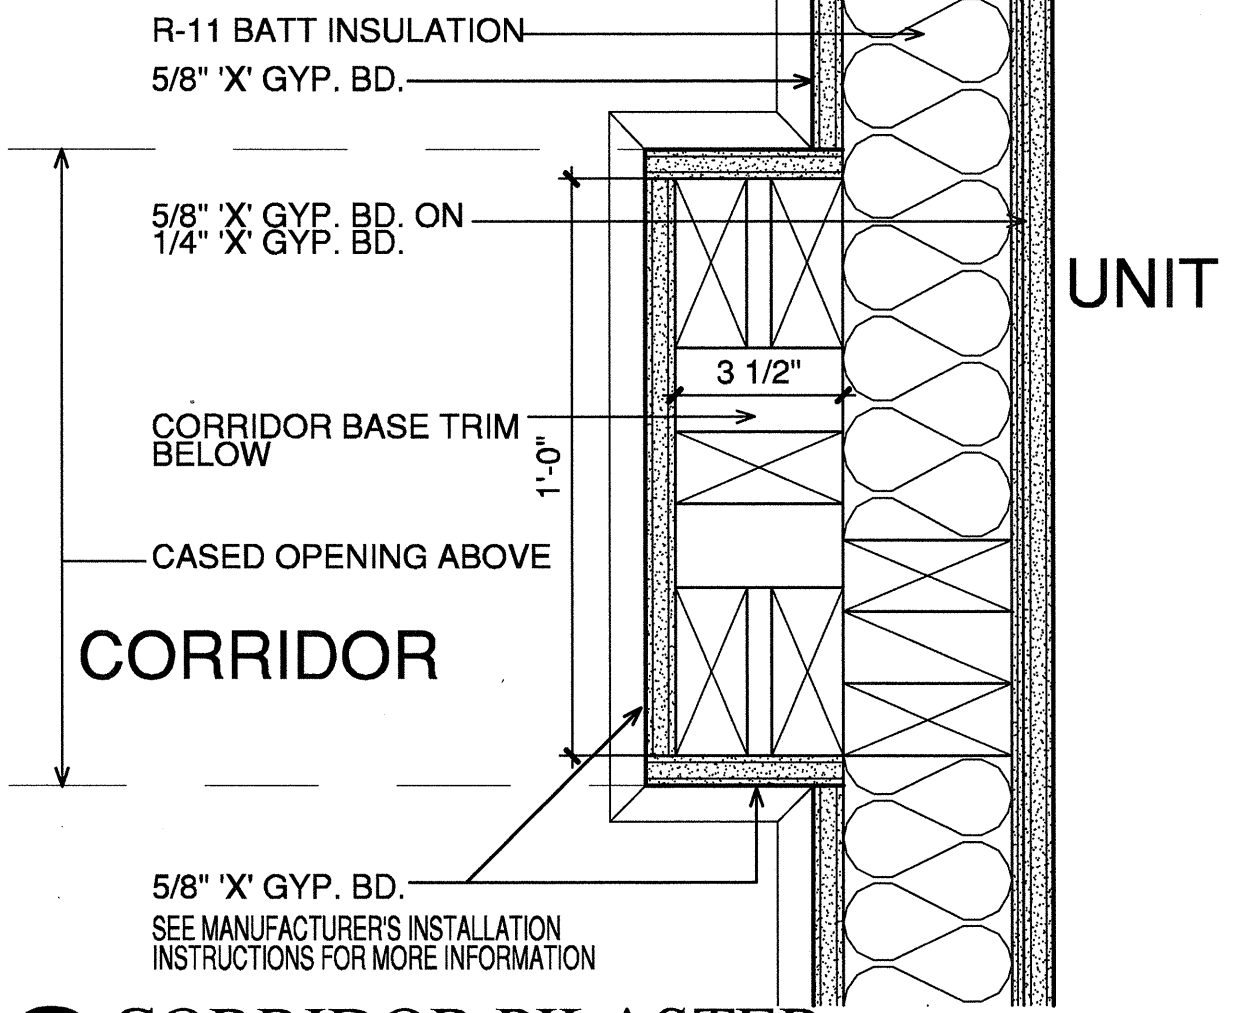 R-11 BATT INSULATION
5/8" 'X' GYP. BD.
5/8" 'X' GYP. BD. ON
1/4" 'X' GYP. BD.
UNIT
3 1/2"
CORRIDOR BASE TRIM
BELOW
1'-0"
CASED OPENING ABOVE
CORRIDOR
5/8" 'X' GYP. BD.
SEE MANUFACTURER'S INSTALLATION
INSTRUCTIONS FOR MORE INFORMATION
CORRIDOR PILASTER